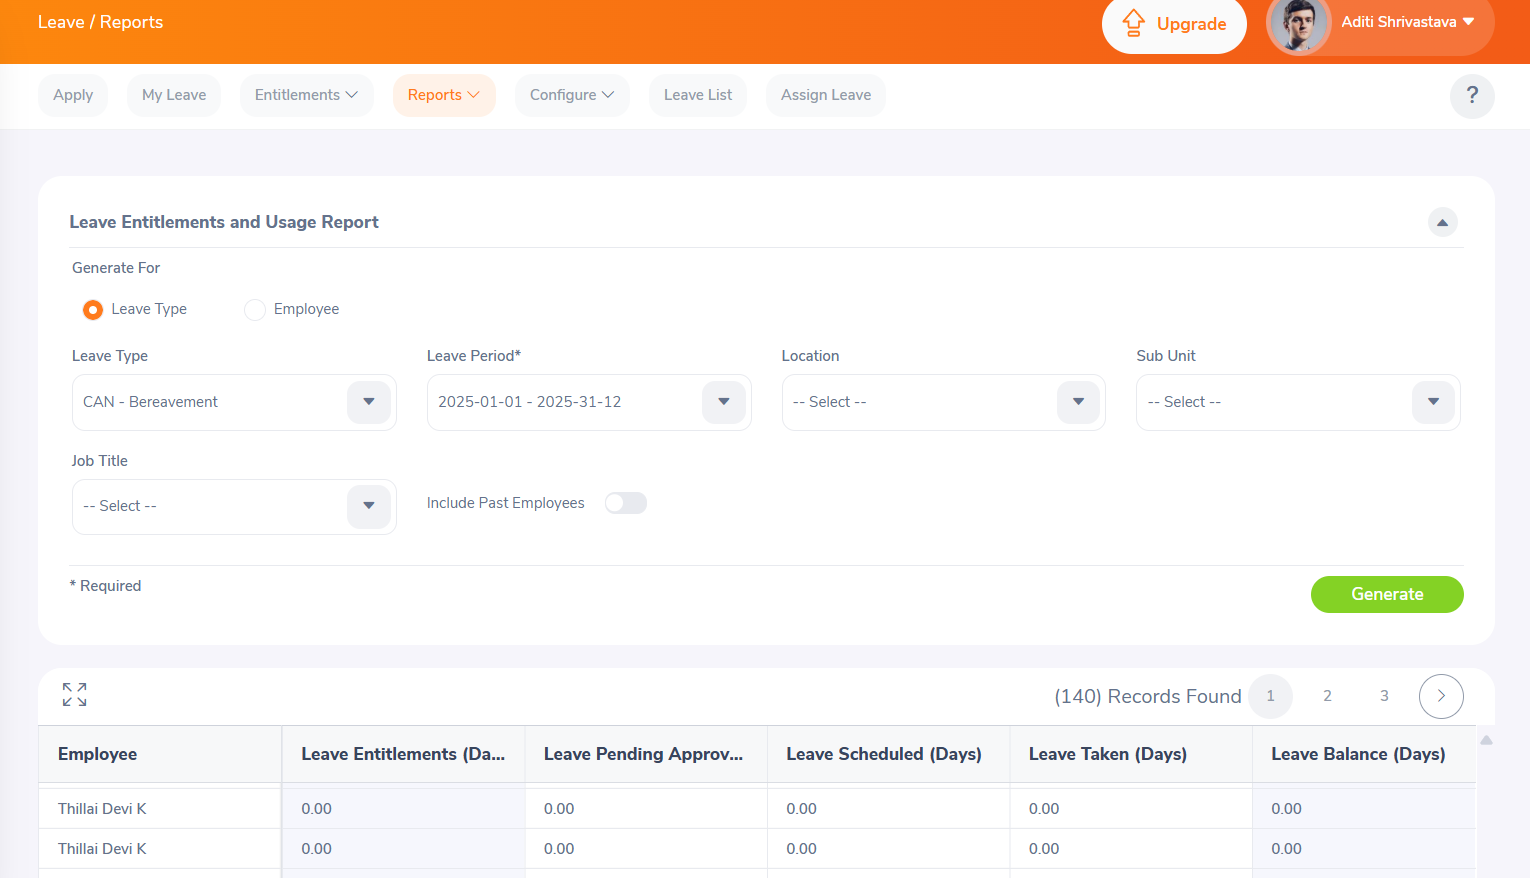 Leave / Reports
Upgrade
Aditi Shrivastava
Apply
My Leave
Entitlements
Reports
Configure
Leave List
Assign Leave
?
Leave Entitlements and Usage Report
Generate For
Leave Type
Employee
Leave Type
Leave Period*
Location
Sub Unit
CAN - Bereavement
2025-01-01 - 2025-31-12
-- Select --
-- Select --
Job Title
-- Select --
Include Past Employees
* Required
Generate
(140) Records Found 1 2 3
Employee Leave Entitlements (Da... Leave Pending Approv... Leave Scheduled (Days) Leave Taken (Days) Leave Balance (Days)
Thillai Devi K 0.00 0.00 0.00 0.00 0.00
Thillai Devi K 0.00 0.00 0.00 0.00 0.00